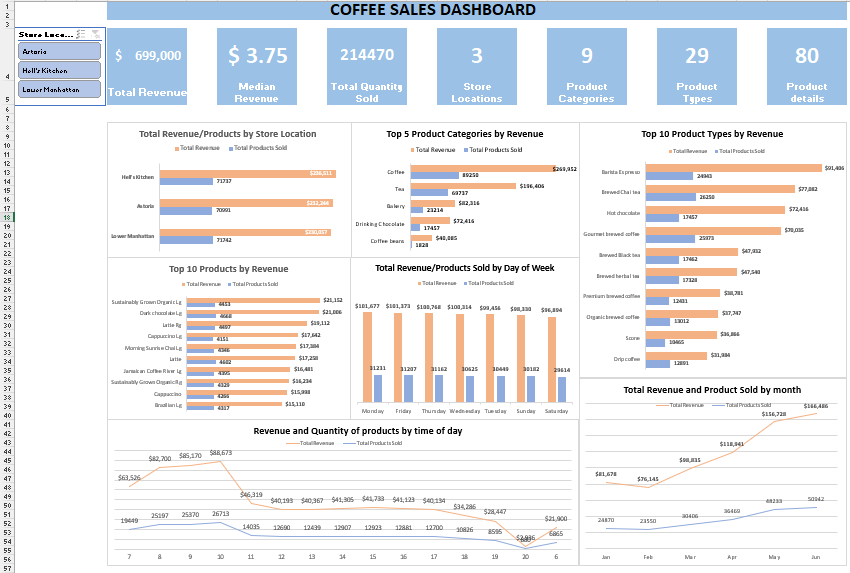 COFFEE SALES DASHBOARD
Store Loca...
Astoria
Hell's Kitchen
Lower Manhattan
$ 699,000
Total Revenue
$ 3.75
Median
Revenue
214470
Total Quantity
Sold
3
Store
Locations
9
Product
Categories
29
Product
Types
80
Product
details
Total Revenue/Products by Store Location
Total Revenue Total Products Sold
Hell's Kitchen
71737
Astoria
70991
Lower Manhattan
71742
Top 5 Product Categories by Revenue
Total Revenue Total Products Sold
Coffee $269,952
89250
Tea $196,406
69737
Bakery $82,316
23214
Drinking Chocolate $72,416
17457
Coffee beans $40,085
1828
Top 10 Product Types by Revenue
Total Revenue Total Products Sold
Barista Espresso $91,406
24943
Brewed Chai tea $77,082
26250
Hot chocolate $72,416
17457
Gourmet brewed coffee $70,035
25973
Brewed Black tea $47,932
17462
Brewed herbal tea $47,540
17328
Premium brewed coffee $38,781
12431
Organic brewed coffee $37,747
13012
Scone $36,866
10465
Drip coffee $31,984
12891
Top 10 Products by Revenue
Total Revenue Total Products Sold
Sustainably Grown Organic Lg $21,152
4453
Dark chocolate Lg $21,006
4668
Latte Rg $19,112
4497
Cappuccino Lg $17,642
4151
Morning Sunrise Chai Lg $17,384
4346
Latte $17,258
4602
Jamaican Coffee River Lg $16,481
4395
Sustainably Grown Organic Rg $16,234
4120
Cappuccino $15,998
4266
Brazilian Lg $15,110
4317
Total Revenue/Products Sold by Day of Week
Total Revenue Total Products Sold
$101,677 $101,373 $100,768 $100,314 $99,456 $98,330 $96,894
31231 31207 31162 30625 30449 30182 29614
Monday Friday Thursday Wednesday Tuesday Sunday Saturday
Total Revenue and Product Sold by month
Total Revenue Total Products Sold
$81,678 $76,145 $98,835 $118,941 $156,728 $166,486
24870 23550 30406 36469 48233 50942
Jan Feb Mar Apr May Jun
Revenue and Quantity of products by time of day
Total Revenue Total Products Sold
$63,526 $82,700 $85,170 $88,673 $46,319 $40,193 $40,367 $41,305 $41,733 $41,123 $40,134 $34,286 $28,447 $21,900
19449 25197 25370 26713 14035 12690 12439 12907 12923 12881 12700 10826 8595 6865
7 8 9 10 11 12 13 14 15 16 17 18 19 20 6